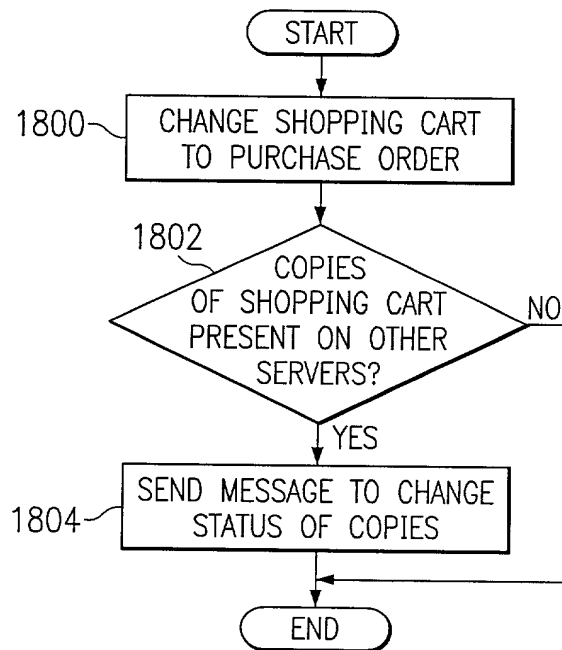 START
1800
CHANGE SHOPPING CART
TO PURCHASE ORDER
1802
COPIES
OF SHOPPING CART
PRESENT ON OTHER
SERVERS?
NO
YES
1804
SEND MESSAGE TO CHANGE
STATUS OF COPIES
END